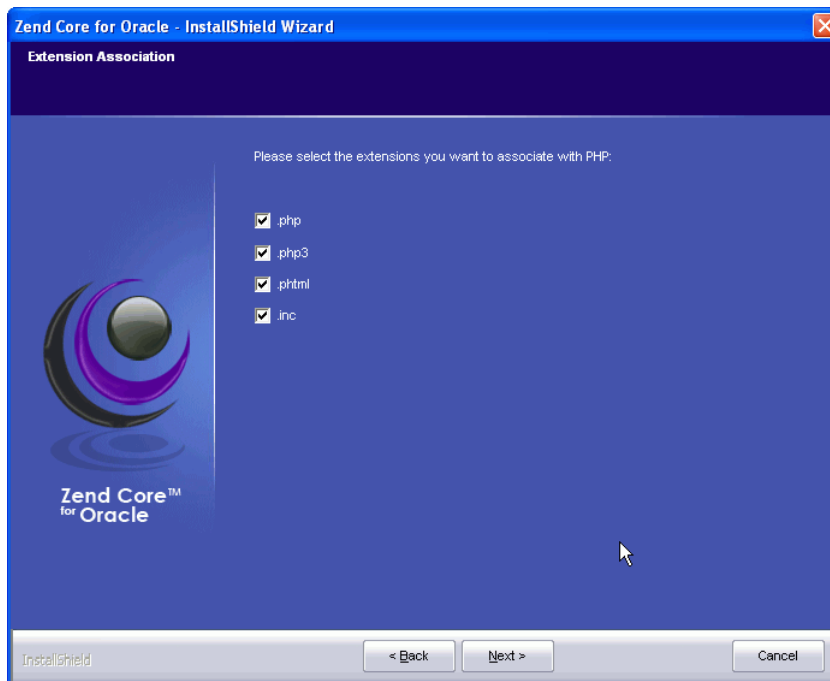 Zend Core for Oracle - InstallShield Wizard
Extension Association
Please select the extensions you want to associate with PHP:
.php
.php3
.phtml
.inc
Zend Core™
for Oracle
InstallShield
< Back
Next >
Cancel